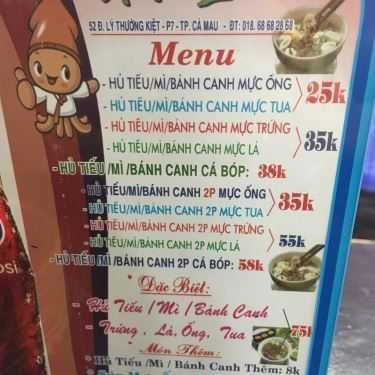 52 B. LÝ THƯỜNG KIỆT - P7 - TP. CÀ MAU - ĐT: 018. 68 68 28 68
Menu
- HỦ TIẾU/MÌ/BÁNH CANH MỰC ỐNG
- HỦ TIẾU/MÌ/BÁNH CANH MỰC TUA
25k
- HỦ TIẾU/MÌ/BÁNH CANH MỰC TRỨNG
- HỦ TIẾU/MÌ/BÁNH CANH MỰC LÁ
35k
- HỦ TIẾU/MÌ/BÁNH CANH CÁ BÓP: 38k
- HỦ TIẾU/MÌ/BÁNH CANH 2P MỰC ỐNG
- HỦ TIẾU/MÌ/BÁNH CANH 2P MỰC TUA
35k
- HỦ TIẾU/MÌ/BÁNH CANH 2P MỰC TRỨNG
- HỦ TIẾU/MÌ/BÁNH CANH 2P MỰC LÁ
55k
- HỦ TIẾU/MÌ/BÁNH CANH 2P CÁ BÓP: 58k
Đặc Biệt:
- Hủ Tiếu / Mì / Bánh Canh
- Trứng, Lá, Ống, Tua
75k
Món Thêm:
- Hủ Tiếu /Mì / Bánh Canh Thêm: 8k